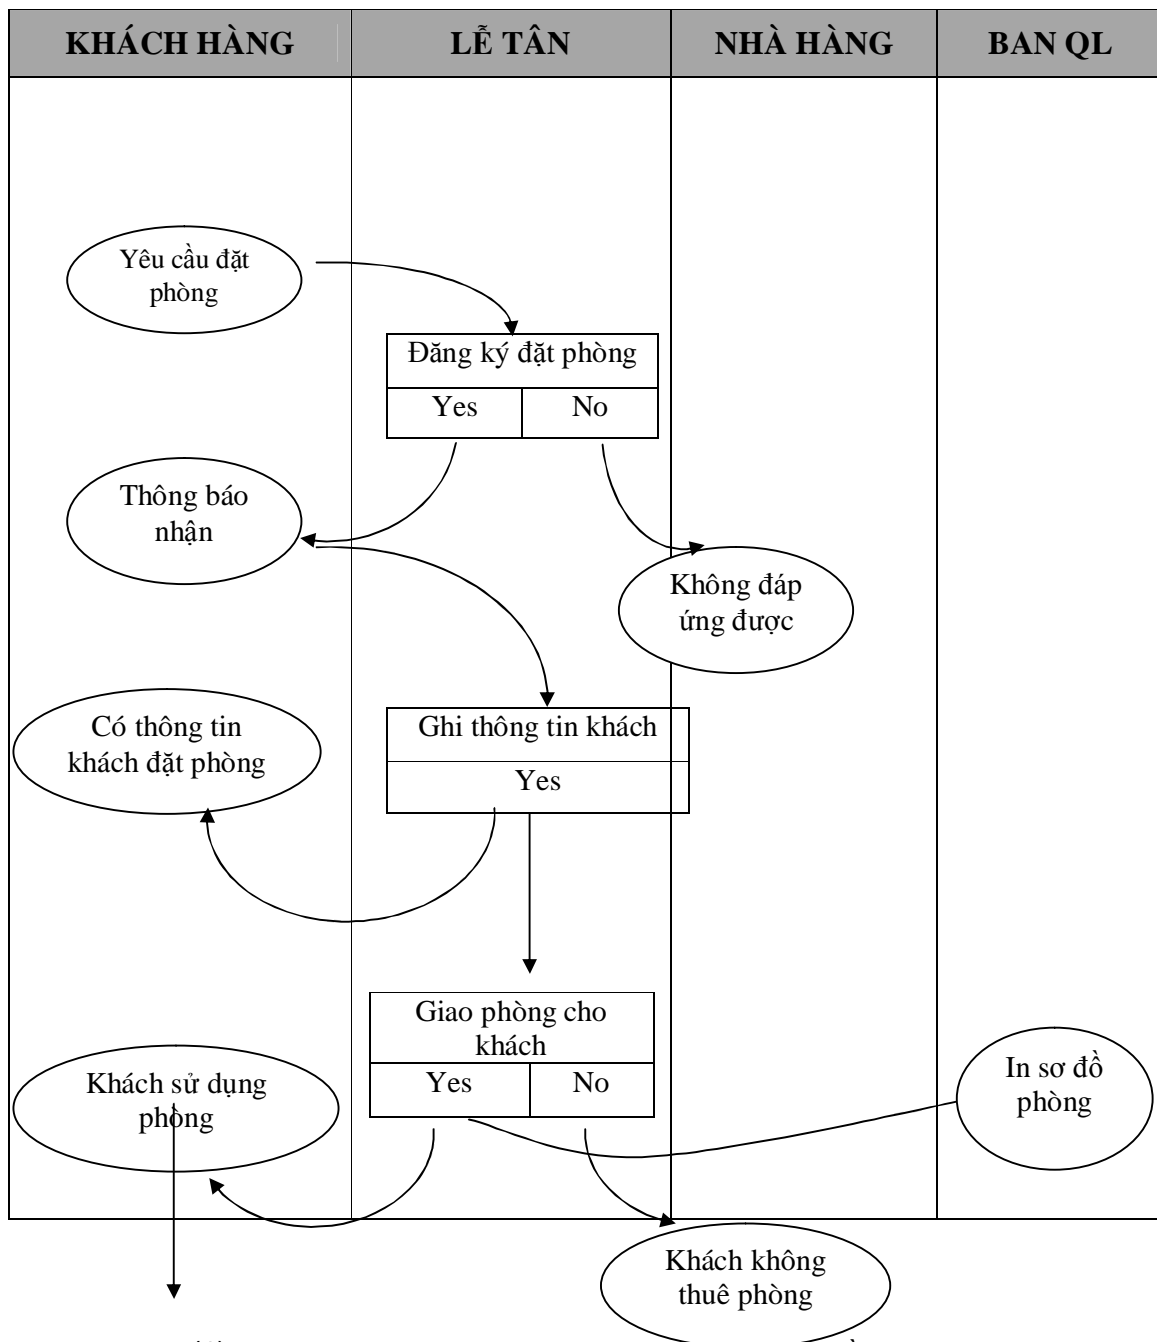 KHÁCH HÀNG LỄ TÂN NHÀ HÀNG BAN QL
Yêu cầu đặt
phòng
Đăng ký đặt phòng
Yes No
Thông báo
nhận
Không đáp
ứng được
Có thông tin
khách đặt phòng
Ghi thông tin khách
Yes
Giao phòng cho
khách
Yes No
Khách sử dụng
phòng
In sơ đồ
phòng
Khách không
thuê phòng